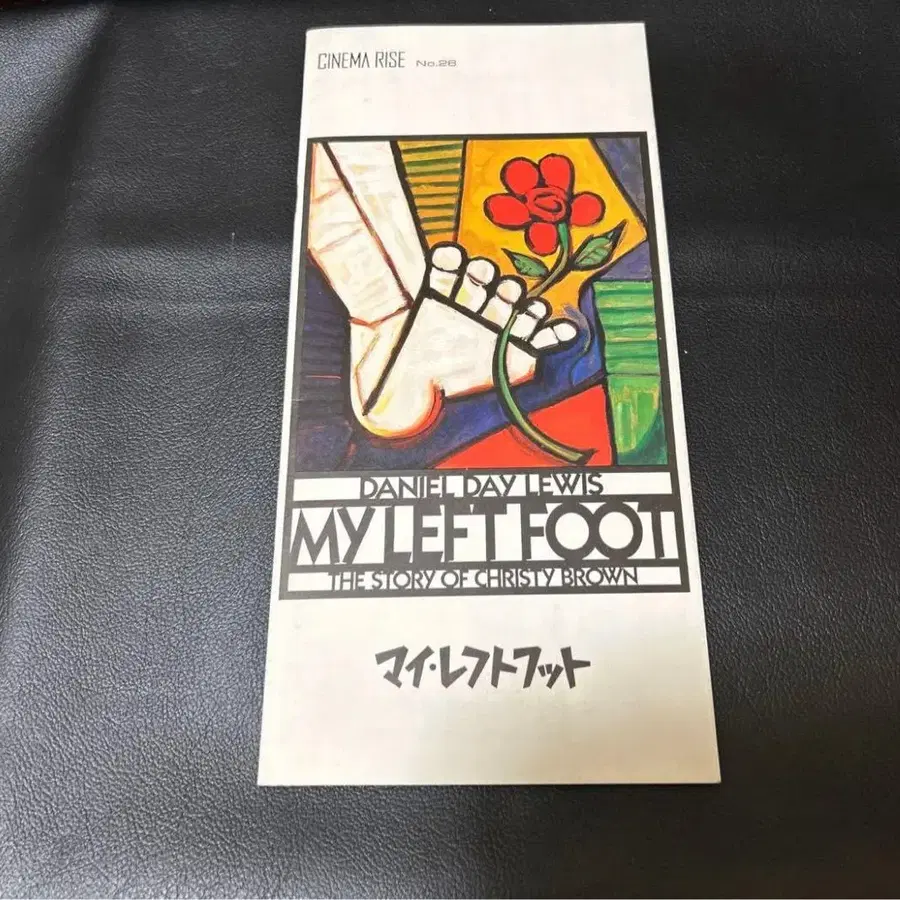 CINEMA RISE No.28
DANIEL DAY LEWIS
MY LEFT FOOT
THE STORY OF CHRISTY BROWN
マイ・レフトフット